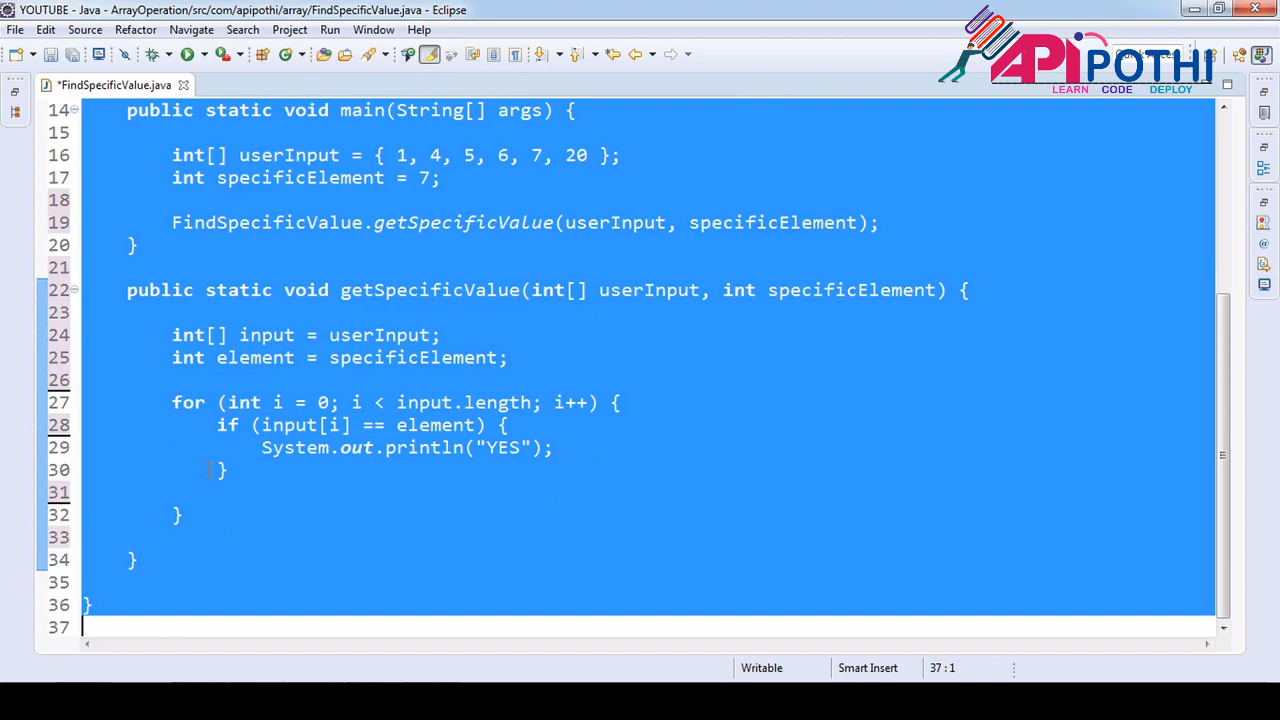 YOUTUBE - Java - ArrayOperation/src/com/apipothi/array/FindSpecificValue.java - Eclipse
File Edit Source Refactor Navigate Search Project Run Window Help
APIPOTHI
LEARN CODE DEPLOY
*FindSpecificValue.java
14 public static void main(String[] args) {
15
16 int[] userInput = { 1, 4, 5, 6, 7, 20 };
17 int specificElement = 7;
18
19 FindSpecificValue.getSpecificValue(userInput, specificElement);
20 }
21
22 public static void getSpecificValue(int[] userInput, int specificElement) {
23
24 int[] input = userInput;
25 int element = specificElement;
26
27 for (int i = 0; i < input.length; i++) {
28 if (input[i] == element) {
29 System.out.println("YES");
30 }
31
32 }
33
34 }
35
36 }
37
Writable Smart Insert 37 : 1